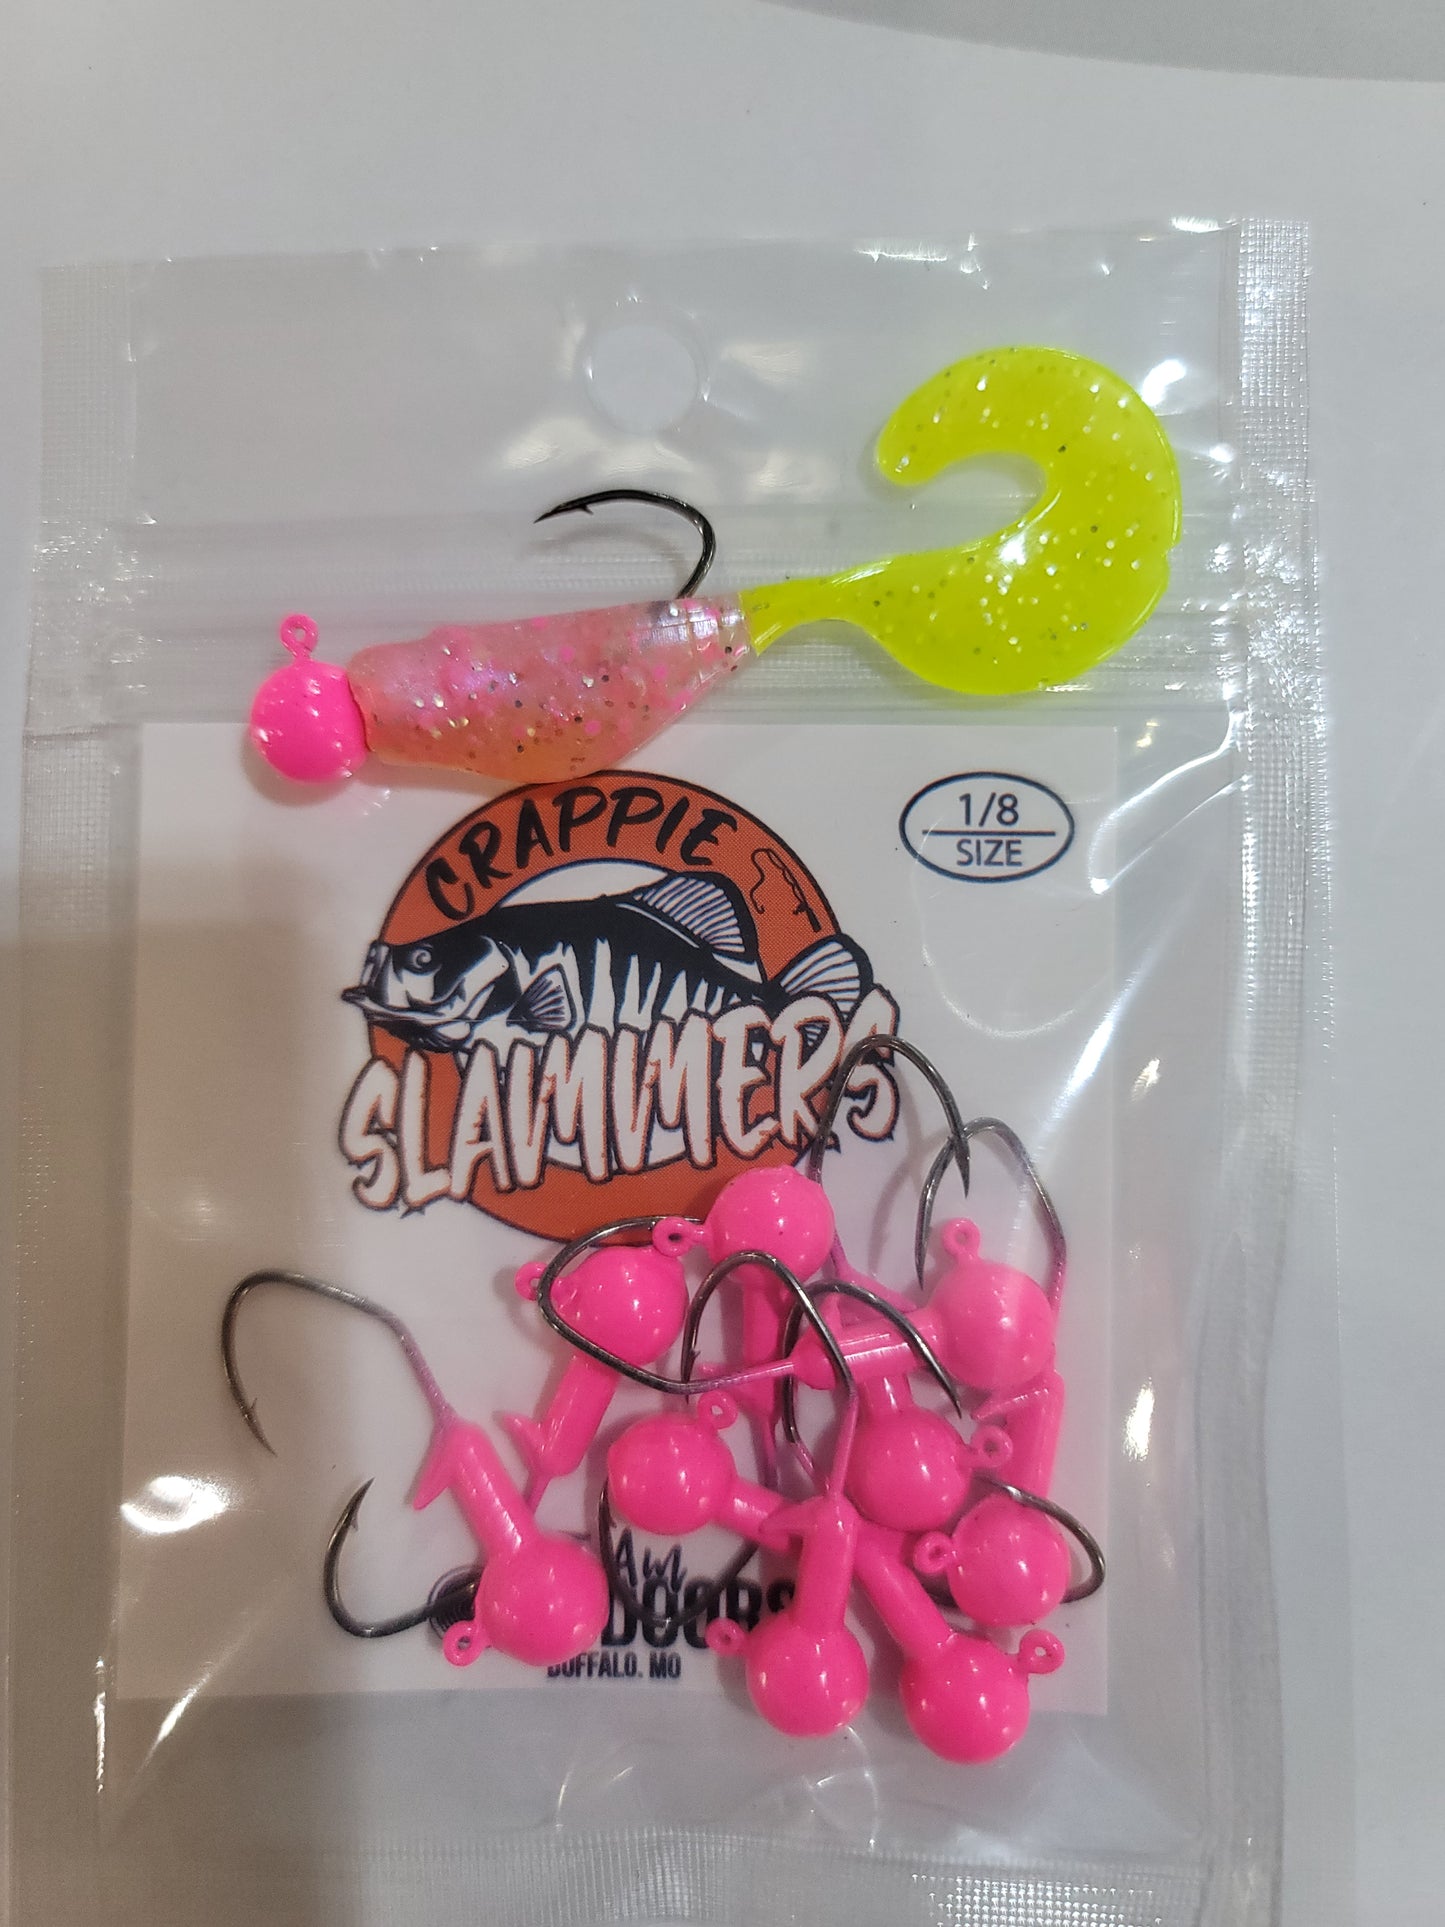 CRAPPIE
1/8
SIZE
SLAMMERS
BUFFALO, MO